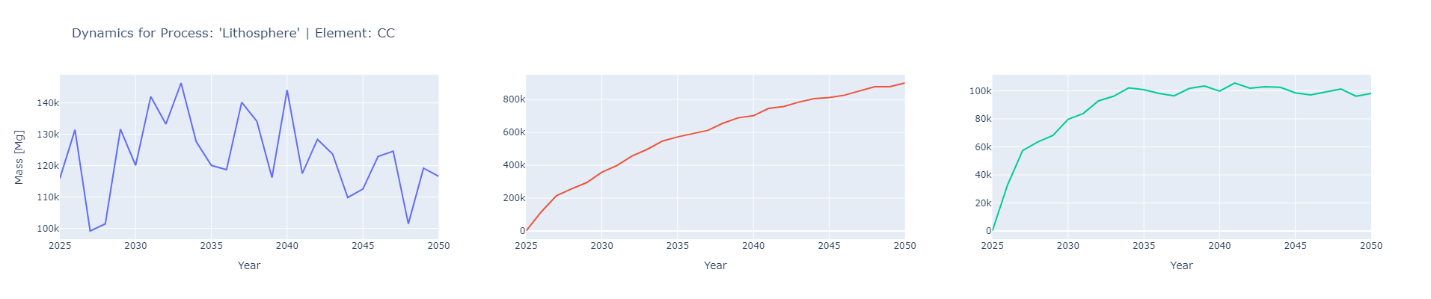 Dynamics for Process: 'Lithosphere' | Element: CC
Mass [Mg]
140k
130k
120k
110k
100k
2025 2030 2035 2040 2045 2050
Year
800k
600k
400k
200k
0
2025 2030 2035 2040 2045 2050
Year
100k
80k
60k
40k
20k
0
2025 2030 2035 2040 2045 2050
Year